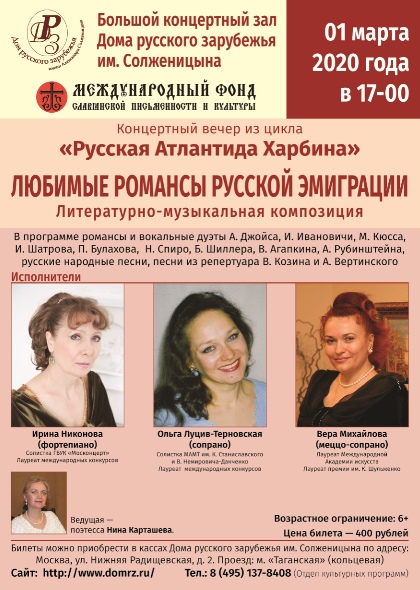 Большой концертный зал
Дома русского зарубежья
им. Солженицына
01 марта
2020 года
в 17-00
Дом русского зарубежья
имени Александра Солженицына
МЕЖДУНАРОДНЫЙ ФОНД
СЛАВЯНСКОЙ ПИСЬМЕННОСТИ И КУЛЬТУРЫ
Концертный вечер из цикла
«Русская Атлантида Харбина»
ЛЮБИМЫЕ РОМАНСЫ РУССКОЙ ЭМИГРАЦИИ
Литературно-музыкальная композиция
В программе романсы и вокальные дуэты А. Джойса, И. Ивановичи, М. Кюсса,
И. Шатрова, П. Булахова, Н. Спиро, Б. Шиллера, В. Агапкина, А. Рубинштейна,
русские народные песни, песни из репертуара В. Козина и А. Вертинского
Исполнители
Ирина Никонова
(фортепиано)
Солистка ГБУК «Москонцерт»
Лауреат международных конкурсов
Ольга Луцив-Терновская
(сопрано)
Солистка МАМТ им. К. Станиславского
и В. Немировича-Данченко
Лауреат международных конкурсов
Вера Михайлова
(меццо-сопрано)
Лауреат Международной
Академии искусств
Лауреат премии им. К. Шульженко
Ведущая —
поэтесса Нина Карташева.
Возрастное ограничение: 6+
Цена билета — 400 рублей
Билеты можно приобрести в кассах Дома русского зарубежья им. Солженицына по адресу:
Москва, ул. Нижняя Радищевская, д. 2. Проезд: м. «Таганская» (кольцевая)
Сайт: http://www.domrz.ru/ Тел.: 8 (495) 137-8408 (Отдел культурных программ)